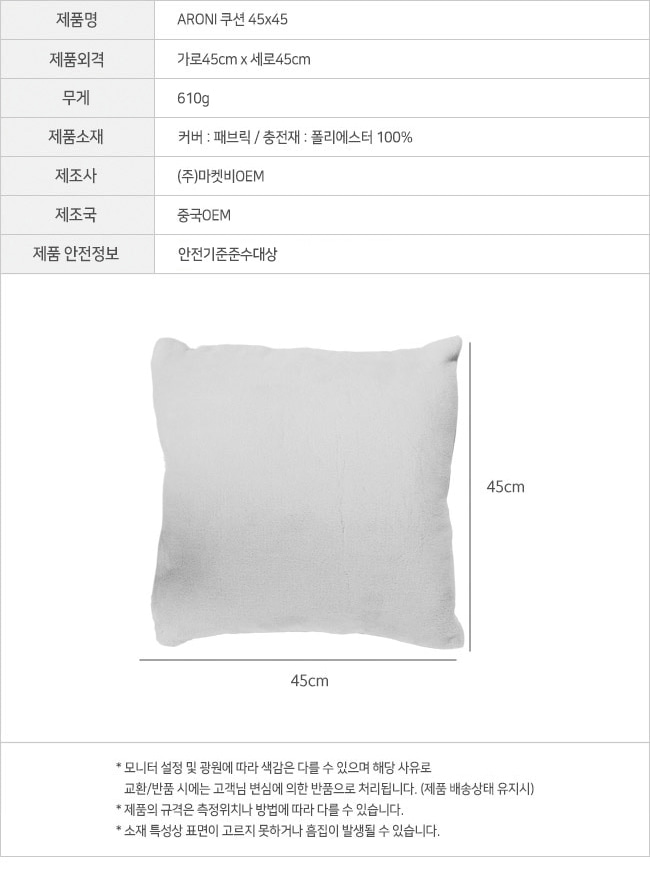 제품명 ARONI 쿠션 45x45
제품외격 가로45cm x 세로45cm
무게 610g
제품소재 커버 : 패브릭 / 충전재 : 폴리에스터 100%
제조사 (주)마켓비OEM
제조국 중국OEM
제품 안전정보 안전기준준수대상
45cm
45cm
* 모니터 설정 및 광원에 따라 색감은 다를 수 있으며 해당 사유로
교환/반품 시에는 고객님 변심에 의한 반품으로 처리됩니다. (제품 배송상태 유지시)
* 제품의 규격은 측정위치나 방법에 따라 다를 수 있습니다.
* 소재 특성상 표면이 고르지 못하거나 흠집이 발생될 수 있습니다.